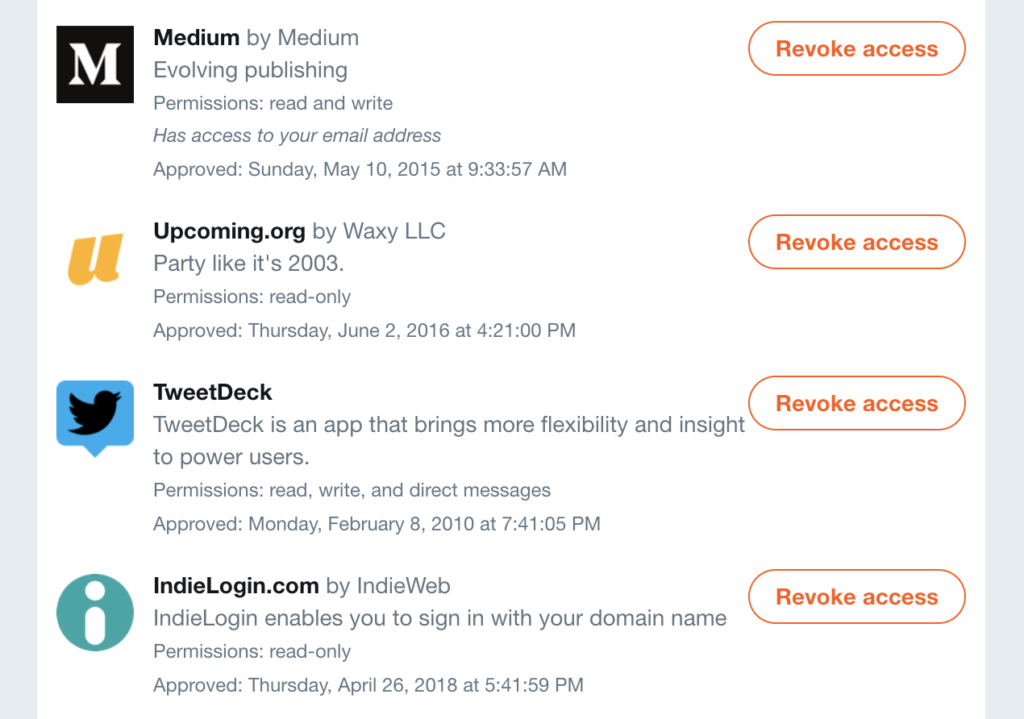 M
Medium by Medium
Revoke access
Evolving publishing
Permissions: read and write
Has access to your email address
Approved: Sunday, May 10, 2015 at 9:33:57 AM
u
Upcoming.org by Waxy LLC
Revoke access
Party like it's 2003.
Permissions: read-only
Approved: Thursday, June 2, 2016 at 4:21:00 PM
TweetDeck
Revoke access
TweetDeck is an app that brings more flexibility and insight
to power users.
Permissions: read, write, and direct messages
Approved: Monday, February 8, 2010 at 7:41:05 PM
i
IndieLogin.com by IndieWeb
Revoke access
IndieLogin enables you to sign in with your domain name
Permissions: read-only
Approved: Thursday, April 26, 2018 at 5:41:59 PM